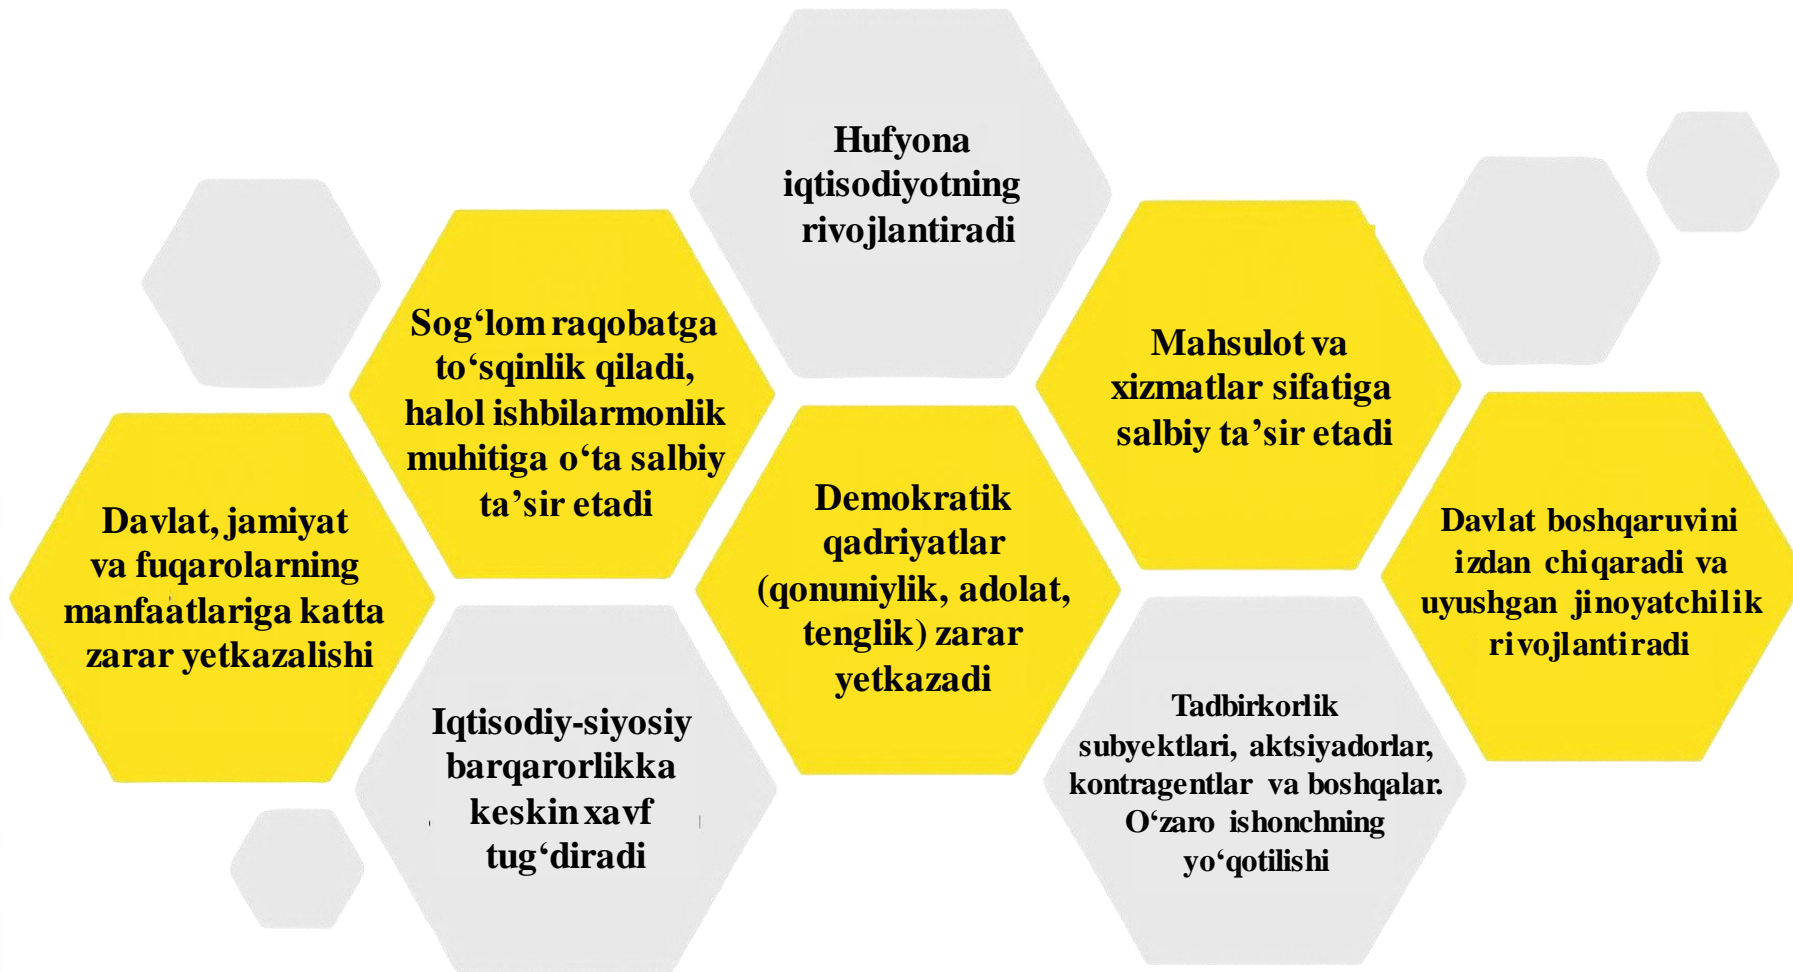 Hufyona
iqtisodiyotning
rivojlantiradi
Sog‘lom raqobatga
to‘sqinlik qiladi,
halol ishbilarmonlik
muhitiga o‘ta salbiy
ta’sir etadi
Mahsulot va
xizmatlar sifatiga
salbiy ta’sir etadi
Davlat, jamiyat
va fuqarolarning
manfaatlariga katta
zarar yetkazalishi
Demokratik
qadriyatlar
(qonuniylik, adolat,
tenglik) zarar
yetkazadi
Davlat boshqaruvini
izdan chiqaradi va
uyushgan jinoyatchilik
rivojlantiradi
Iqtisodiy-siyosiy
barqarorlikka
keskin xavf
tug‘diradi
Tadbirkorlik
subyektlari, aktsiyadorlar,
kontragentlar va boshqalar.
O‘zaro ishonchning
yo‘qotilishi